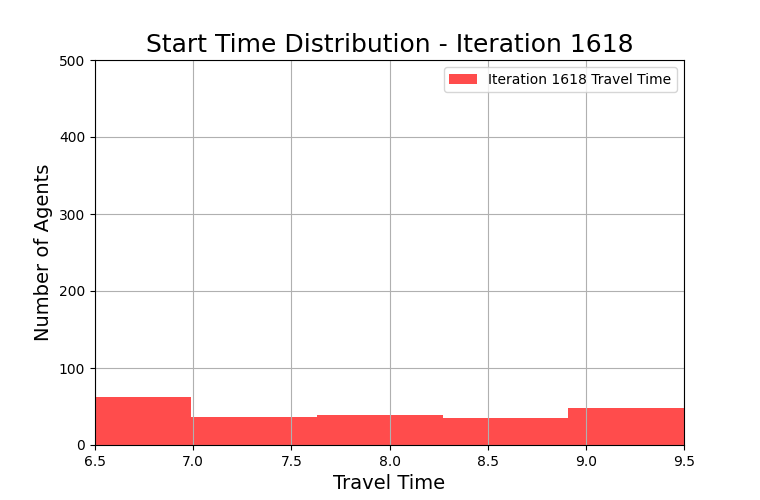 Start Time Distribution - Iteration 1618
Iteration 1618 Travel Time
Number of Agents
500
400
300
200
100
0
6.5 7.0 7.5 8.0 8.5 9.0 9.5
Travel Time